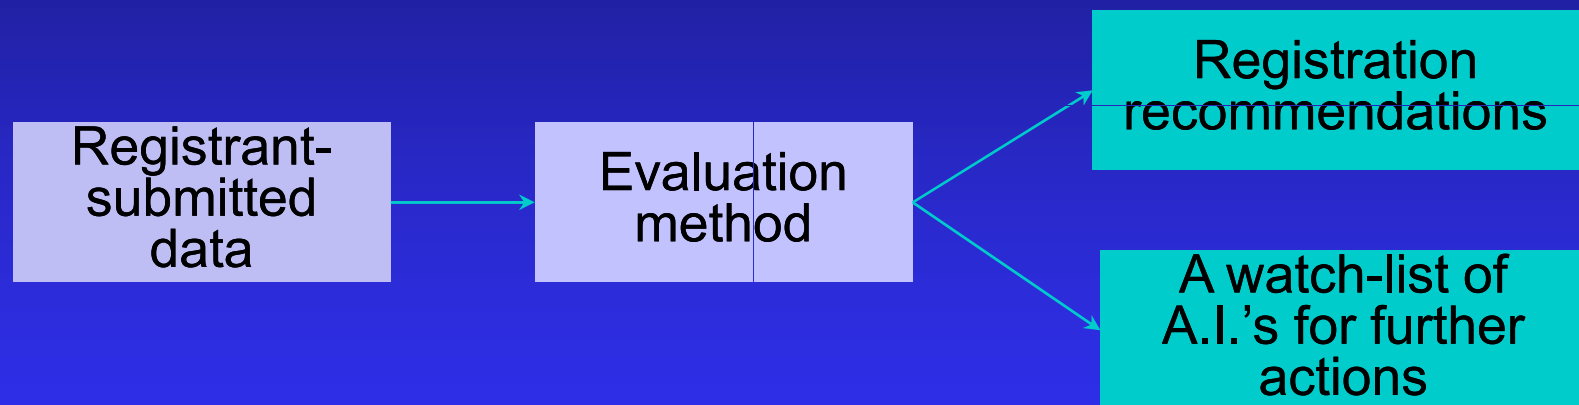 Registrant-
submitted
data
Evaluation
method
Registration
recommendations
A watch-list of
A.I.’s for further
actions